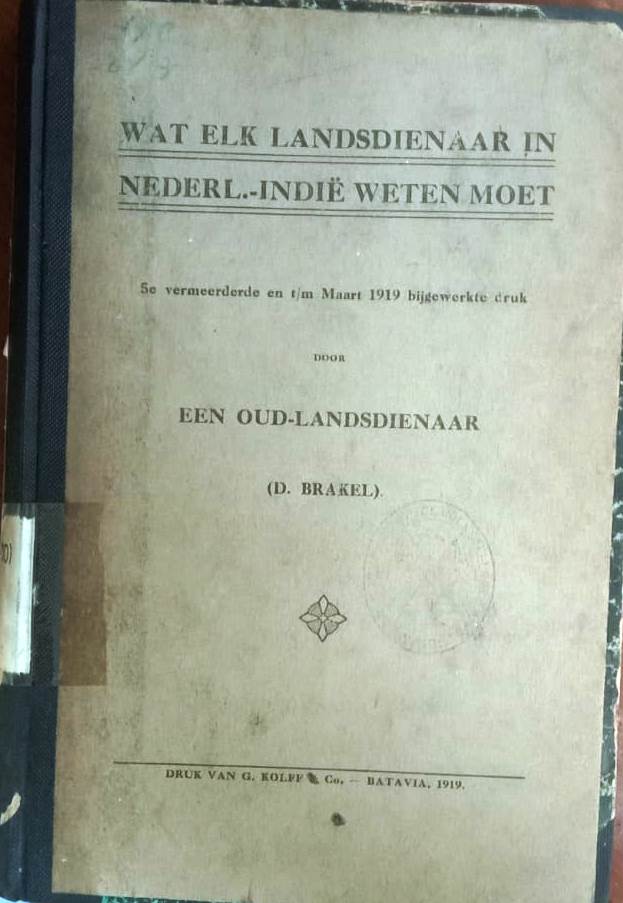 WAT ELK LANDSDIENAAR IN
NEDERL.-INDIË WETEN MOET
5e vermeerderde en t/m Maart 1919 bijgewerkte druk
DOOR
EEN OUD-LANDSDIENAAR
(D. BRAKEL).
DRUK VAN G. KOLFF & Co. — BATAVIA, 1919.